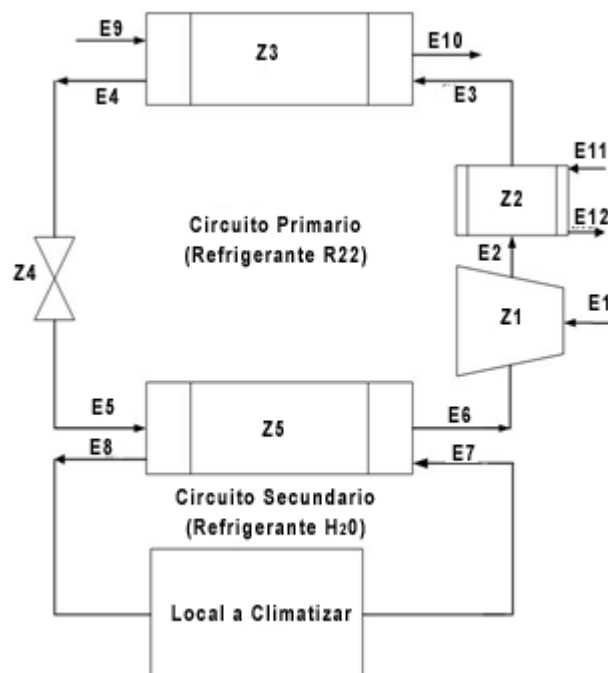 E9
Z3
E10
E4
E3
E11
Z2
E12
Circuito Primario
(Refrigerante R22)
E2
Z4
Z1
E1
E5
Z5
E6
E8
E7
Circuito Secundario
(Refrigerante H20)
Local a Climatizar